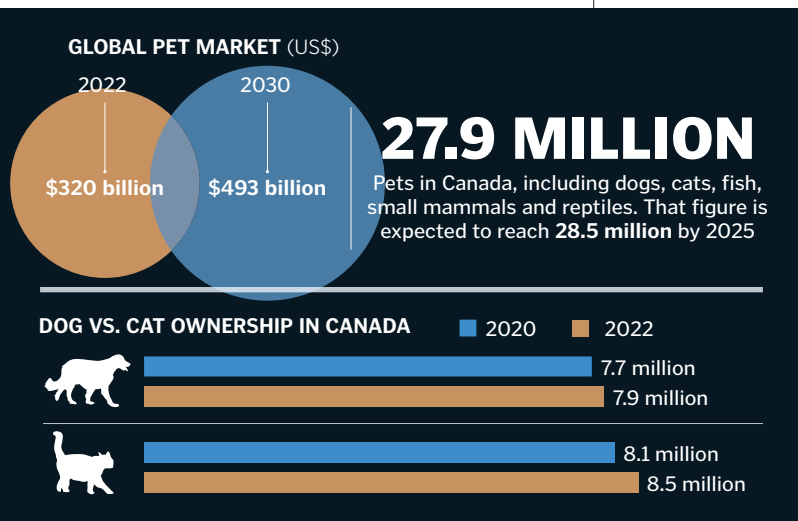 GLOBAL PET MARKET (US$)
2022
2030
$320 billion
$493 billion
27.9 MILLION
Pets in Canada, including dogs, cats, fish,
small mammals and reptiles. That figure is
expected to reach 28.5 million by 2025
DOG VS. CAT OWNERSHIP IN CANADA
2020
2022
7.7 million
7.9 million
8.1 million
8.5 million